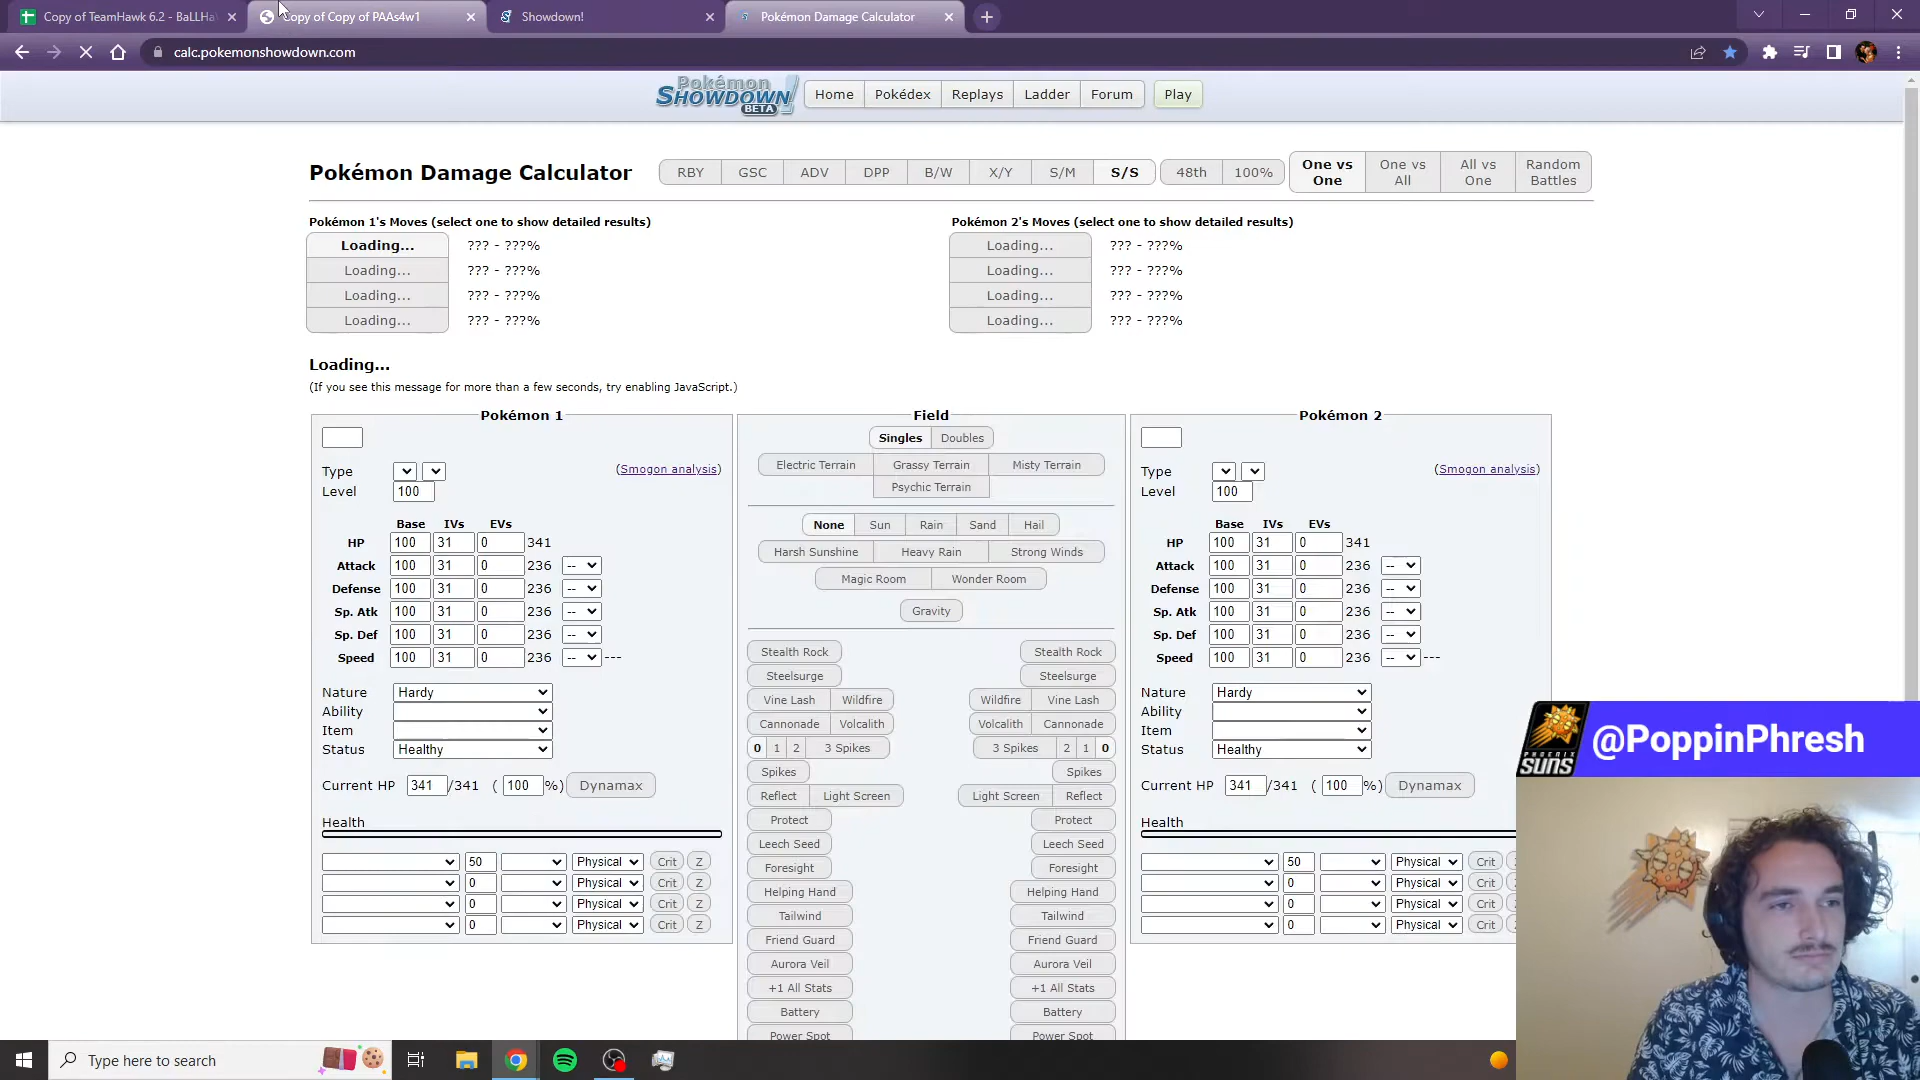 Copy of TeamHawk 6.2 - BaLLHa
Copy of Copy of PAAs4w1
Showdown!
Pokémon Damage Calculator
calc.pokemonshowdown.com
Pokémon
SHOWDOWN!
BETA
Home
Pokédex
Replays
Ladder
Forum
Play
Pokémon Damage Calculator
RBY
GSC
ADV
DPP
B/W
X/Y
S/M
S/S
48th
100%
One vs One
One vs All
All vs One
Random Battles
Pokémon 1's Moves (select one to show detailed results)
Loading... ??? - ???%
Loading... ??? - ???%
Loading... ??? - ???%
Loading... ??? - ???%
Pokémon 2's Moves (select one to show detailed results)
Loading... ??? - ???%
Loading... ??? - ???%
Loading... ??? - ???%
Loading... ??? - ???%
Loading...
(If you see this message for more than a few seconds, try enabling JavaScript.)
Pokémon 1
Type (Smogon analysis)
Level 100
Base IVs EVs
HP 100 31 0 341
Attack 100 31 0 236 --
Defense 100 31 0 236 --
Sp. Atk 100 31 0 236 --
Sp. Def 100 31 0 236 --
Speed 100 31 0 236 -- ---
Nature Hardy
Ability
Item
Status Healthy
Current HP 341 /341 ( 100 %) Dynamax
Health
50 Physical Crit Z
0 Physical Crit Z
0 Physical Crit Z
0 Physical Crit Z
Field
Singles Doubles
Electric Terrain Grassy Terrain Misty Terrain
Psychic Terrain
None Sun Rain Sand Hail
Harsh Sunshine Heavy Rain Strong Winds
Magic Room Wonder Room
Gravity
Stealth Rock Stealth Rock
Steelsurge Steelsurge
Vine Lash Wildfire Wildfire Vine Lash
Cannonade Volcalith Volcalith Cannonade
0 1 2 3 Spikes 3 Spikes 2 1 0
Spikes Spikes
Reflect Light Screen Light Screen Reflect
Protect Protect
Leech Seed Leech Seed
Foresight Foresight
Helping Hand Helping Hand
Tailwind Tailwind
Friend Guard Friend Guard
Aurora Veil Aurora Veil
+1 All Stats +1 All Stats
Battery Battery
Power Spot Power Spot
Pokémon 2
Type (Smogon analysis)
Level 100
Base IVs EVs
HP 100 31 0 341
Attack 100 31 0 236 --
Defense 100 31 0 236 --
Sp. Atk 100 31 0 236 --
Sp. Def 100 31 0 236 --
Speed 100 31 0 236 -- ---
Nature Hardy
Ability
Item
Status Healthy
Current HP 341 /341 ( 100 %) Dynamax
Health
50 Physical Crit
0 Physical Crit
0 Physical Crit
0 Physical Crit
PHOENIX
SUNS
@PoppinPhresh
Type here to search